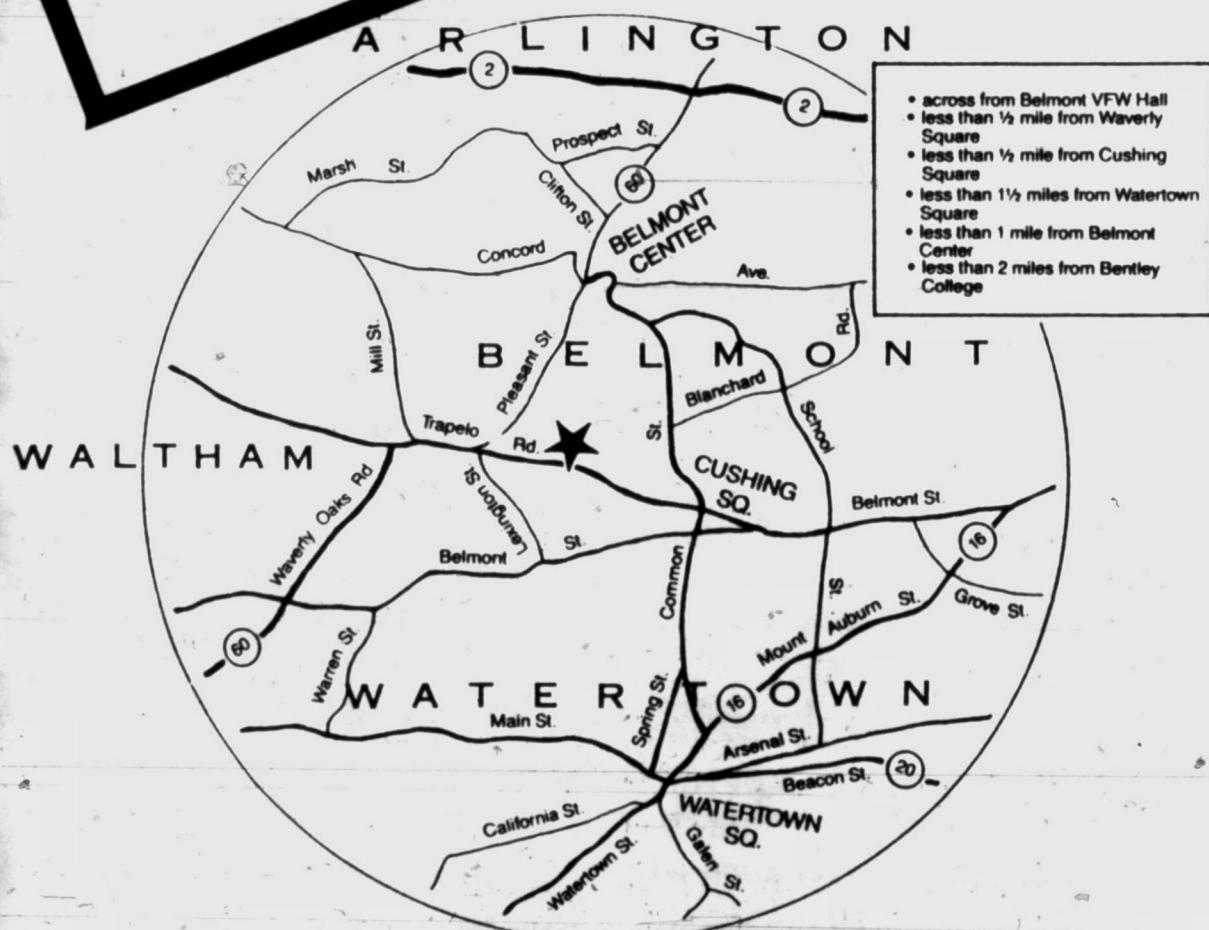 ARLINGTON
2
2
• across from Belmont VFW Hall
• less than ½ mile from Waverly
Square
• less than ½ mile from Cushing
Square
• less than 1½ miles from Watertown
Square
• less than 1 mile from Belmont
Center
• less than 2 miles from Bentley
College
Prospect St.
Marsh St.
Clifton St.
60
BELMONT
CENTER
Concord Ave.
Mill St.
Pleasant St
BELMONT
Rd.
Blanchard
School
St.
Trapelo Rd.
WALTHAM
CUSHING
SQ.
Waverly Oaks Rd
Lexington St.
Belmont St.
Belmont St.
16
Common
St.
Grove St.
Mount Auburn St.
60
Warren St.
WATERTOWN
16
Spring St.
Main St.
Arsenal St.
Beacon St.
20
WATERTOWN
SQ.
California St.
Watertown St.
Galen St.